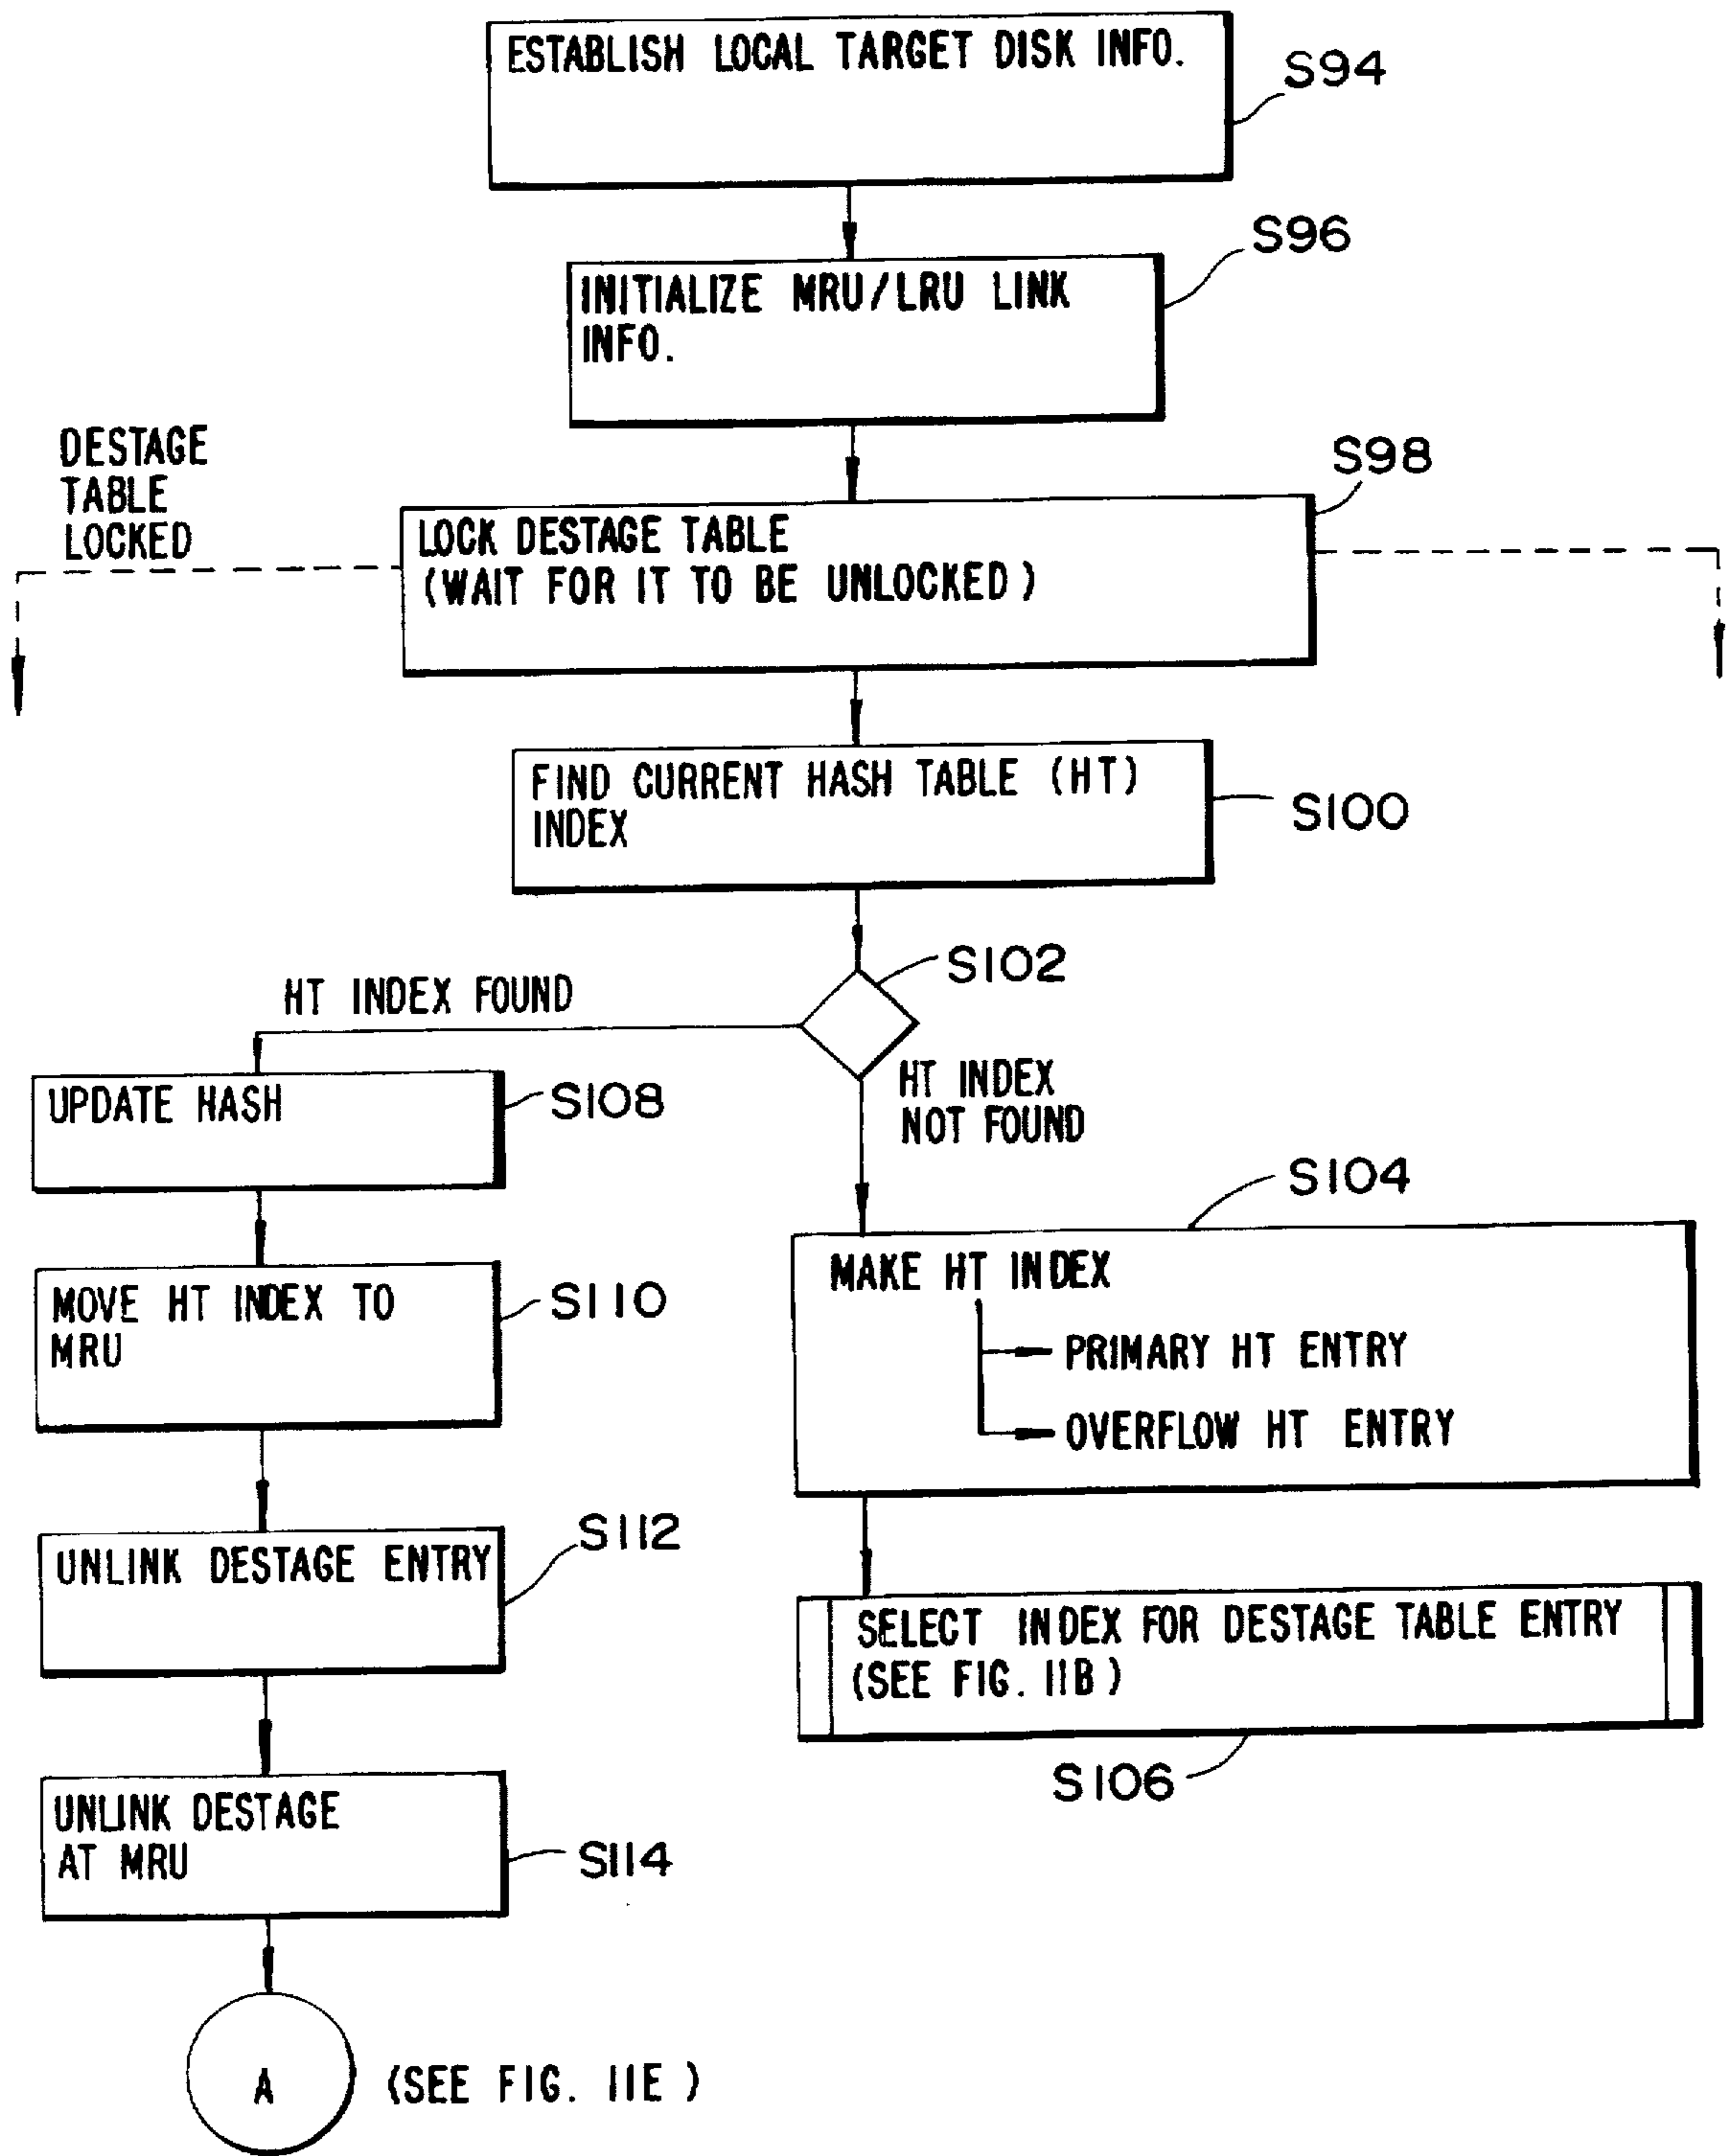 ESTABLISH LOCAL TARGET DISK INFO.
S94
S96
INITIALIZE MRU/LRU LINK
INFO.
DESTAGE
TABLE
LOCKED
S98
LOCK DESTAGE TABLE
(WAIT FOR IT TO BE UNLOCKED)
FIND CURRENT HASH TABLE (HT)
INDEX
S100
S102
HT INDEX FOUND
HT INDEX
NOT FOUND
UPDATE HASH
S108
S104
MOVE HT INDEX TO
MRU
S110
MAKE HT INDEX
PRIMARY HT ENTRY
OVERFLOW HT ENTRY
S112
UNLINK DESTAGE ENTRY
SELECT INDEX FOR DESTAGE TABLE ENTRY
(SEE FIG. 11B)
S106
UNLINK DESTAGE
AT MRU
S114
A
(SEE FIG. 11E)